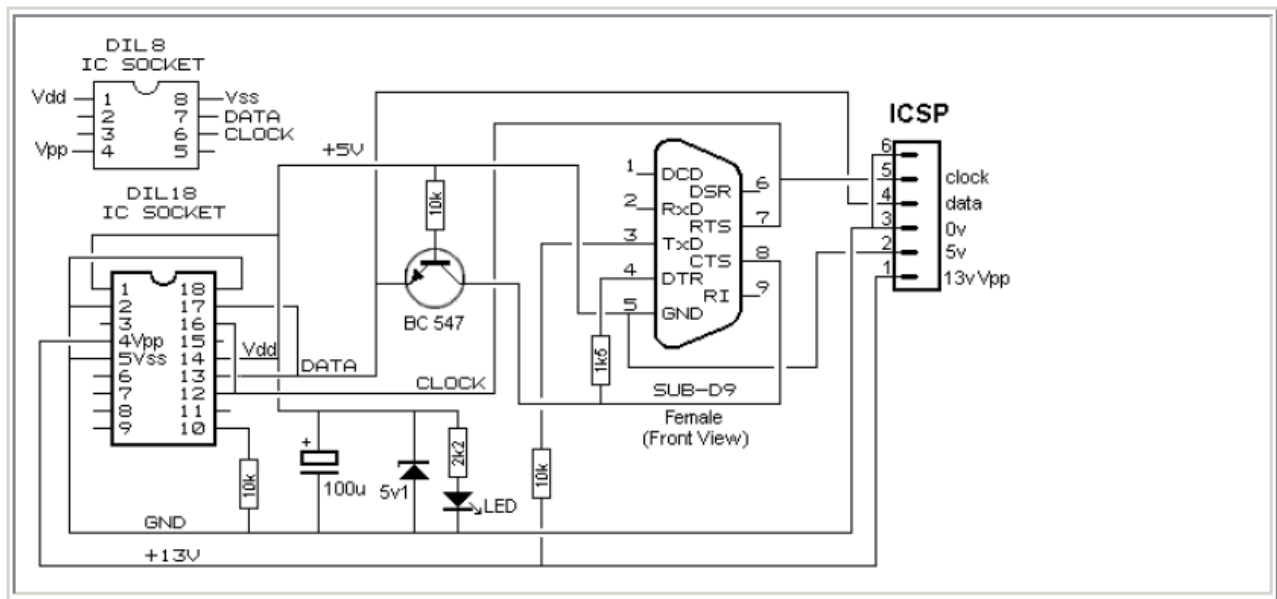 DIL8
IC SOCKET
Vdd
1
2
3
4
Vpp
8
7
6
5
Vss
DATA
CLOCK
DIL18
IC SOCKET
1
2
3
4Vpp
5Vss
6
7
8
9
18
17
16
15
14
13
12
11
10
Vdd
DATA
CLOCK
+5V
10k
BC 547
10k
+
100u
5v1
2k2
LED
10k
1k5
GND
+13V
1
2
3
4
5
DCD
RxD
TxD
DTR
GND
DSR
RTS
CTS
RI
6
7
8
9
SUB-D9
Female
(Front View)
ICSP
6
5
4
3
2
1
clock
data
0v
5v
13v Vpp